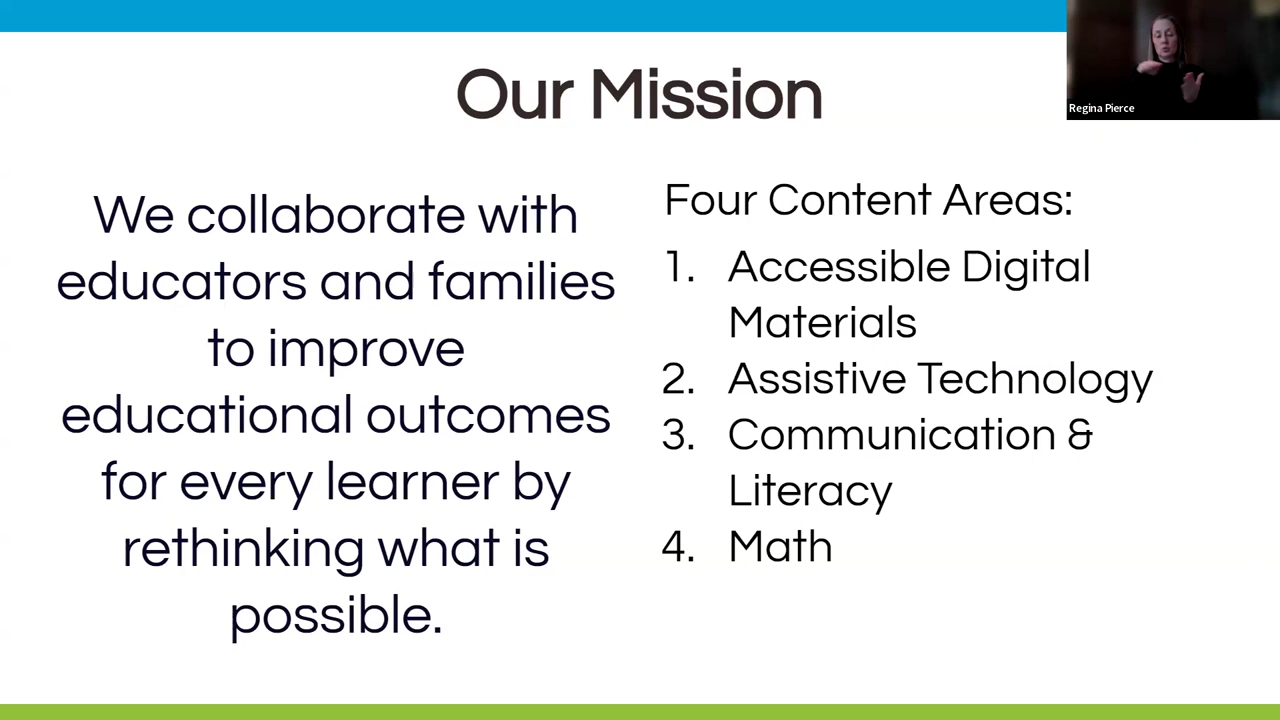 Our Mission
Regina Pierce
We collaborate with
educators and families
to improve
educational outcomes
for every learner by
rethinking what is
possible.
Four Content Areas:
1. Accessible Digital
Materials
2. Assistive Technology
3. Communication &
Literacy
4. Math